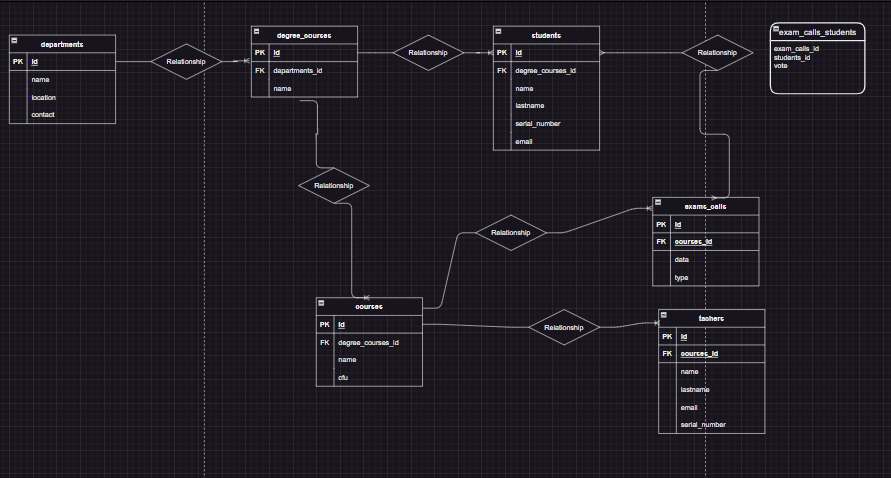 departments
PK id
name
location
contact
Relationship
degree_courses
PK id
FK departments_id
name
Relationship
students
PK id
FK degree_courses_id
name
lastname
serial_number
email
Relationship
exam_calls_students
exam_calls_id
students_id
vote
Relationship
Relationship
exams_calls
PK id
FK courses_id
data
type
courses
PK id
FK degree_courses_id
name
cfu
Relationship
tachers
PK id
FK courses_id
name
lastname
email
serial_number